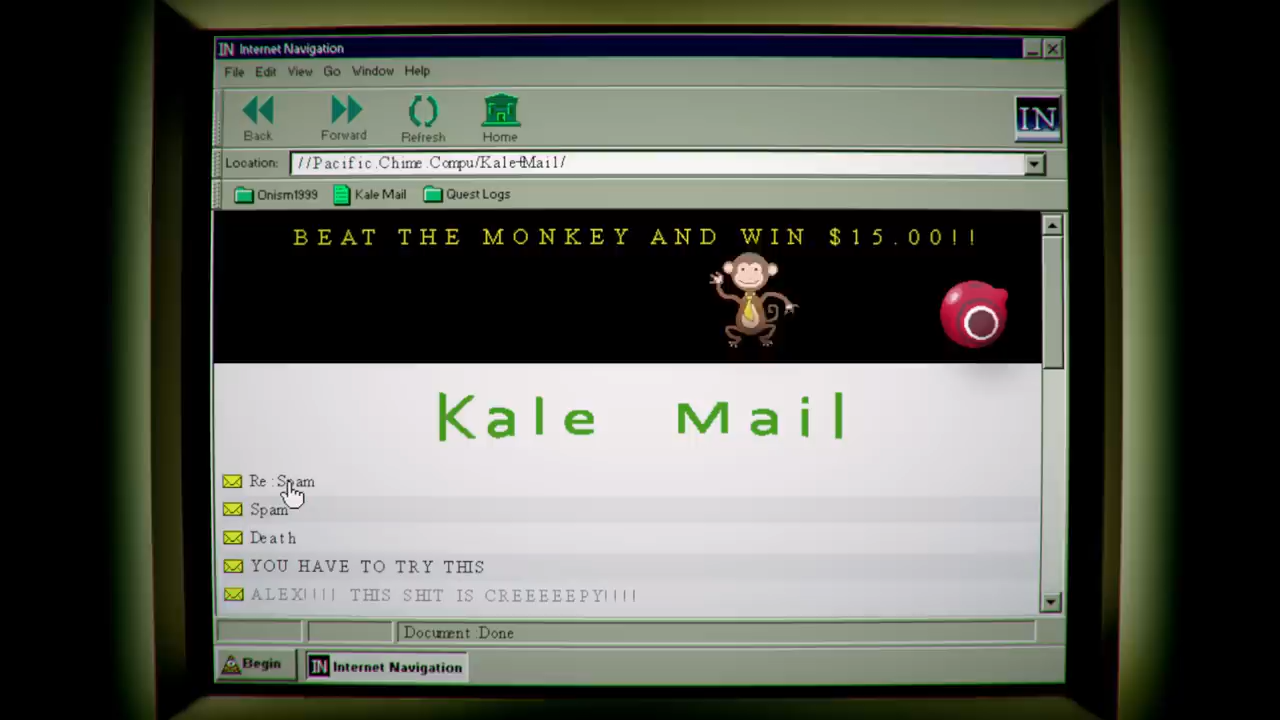 IN Internet Navigation
File Edit View Go Window Help
Back Forward Refresh Home
IN
Location: //Pacific.Chime.Compu/Kale+Mail/
Onism1999 Kale Mail Quest Logs
BEAT THE MONKEY AND WIN $15.00!!
Kale Mail
Re:Spam
Spam
Death
YOU HAVE TO TRY THIS
ALEX!!!! THIS SHIT IS CREEEEEPY!!!!
Document:Done
Begin IN Internet Navigation